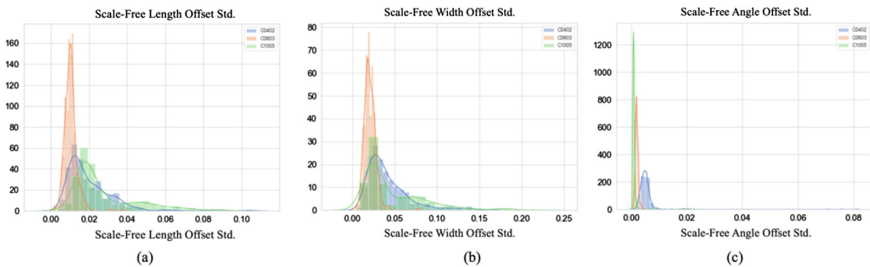 Scale-Free Length Offset Std.
C0402
C0603
C1005
160
140
120
100
80
60
40
20
0
0.00 0.02 0.04 0.06 0.08 0.10
Scale-Free Length Offset Std.
(a)
Scale-Free Width Offset Std.
C0402
C0603
C1005
80
70
60
50
40
30
20
10
0
0.00 0.05 0.10 0.15 0.20 0.25
Scale-Free Width Offset Std.
(b)
Scale-Free Angle Offset Std.
C0402
C0603
C1005
1200
1000
800
600
400
200
0
0.00 0.02 0.04 0.06 0.08
Scale-Free Angle Offset Std.
(c)